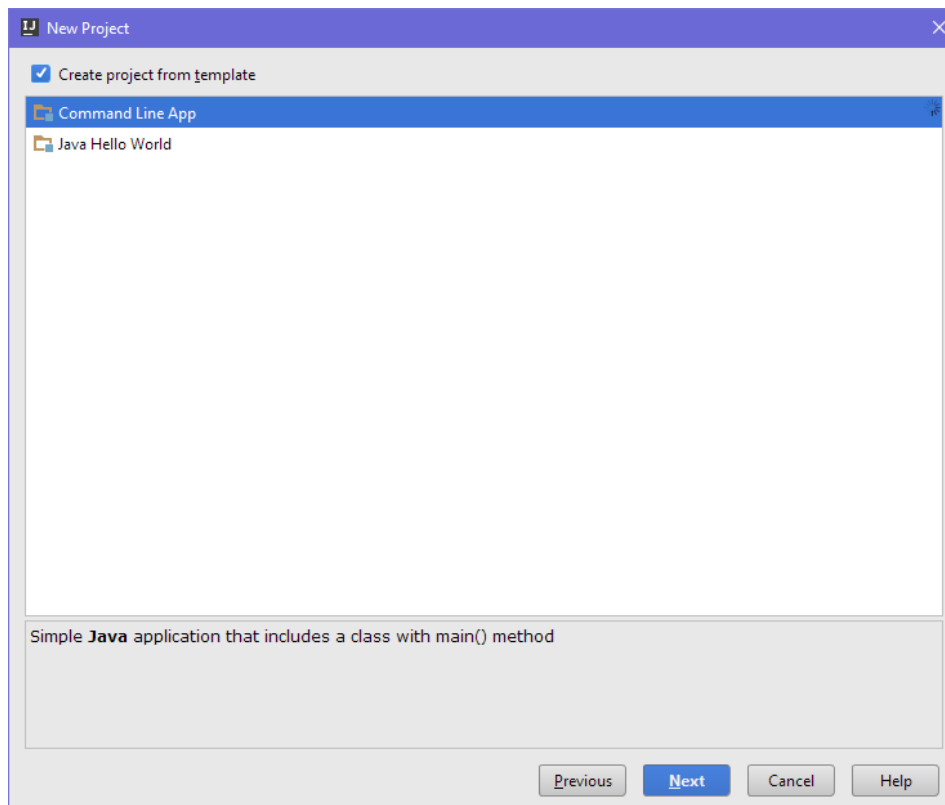 IJ New Project
Create project from template
Command Line App
Java Hello World
Simple Java application that includes a class with main() method
Previous Next Cancel Help